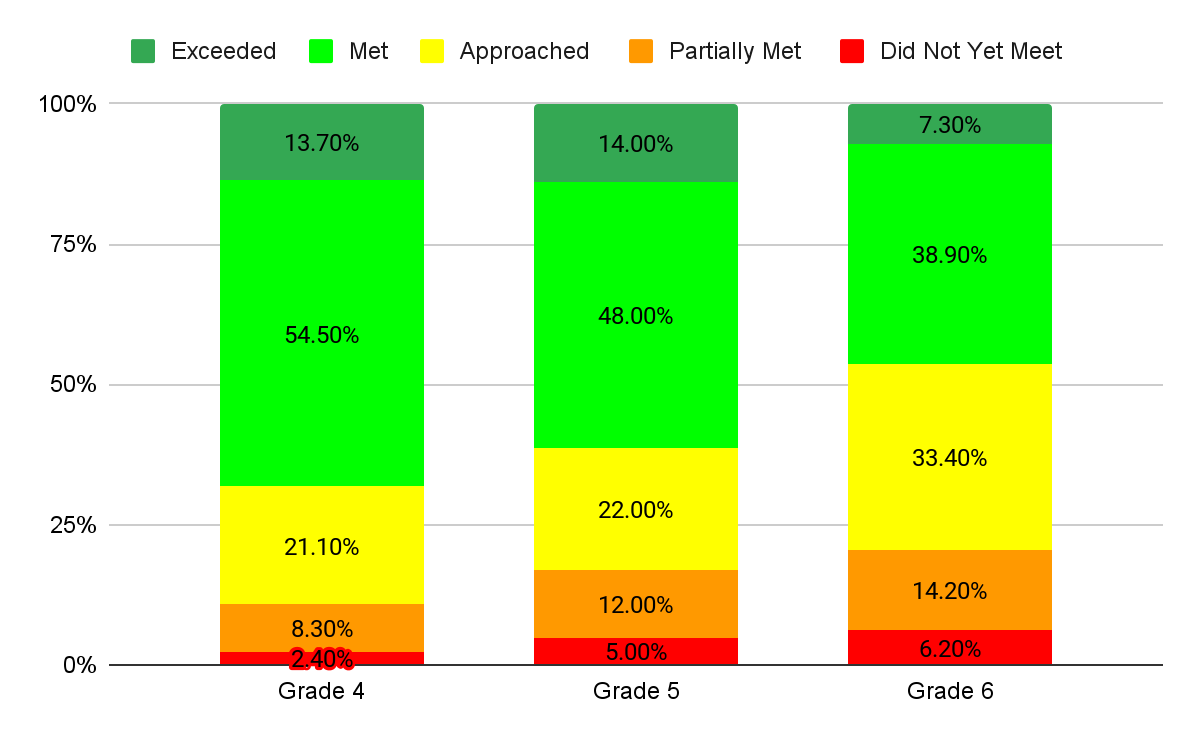 Exceeded Met Approached Partially Met Did Not Yet Meet
100%
13.70% 14.00% 7.30%
75%
38.90%
54.50% 48.00%
50%
33.40%
25%
21.10% 22.00%
14.20%
8.30% 12.00%
0%
2.40% 5.00% 6.20%
Grade 4 Grade 5 Grade 6